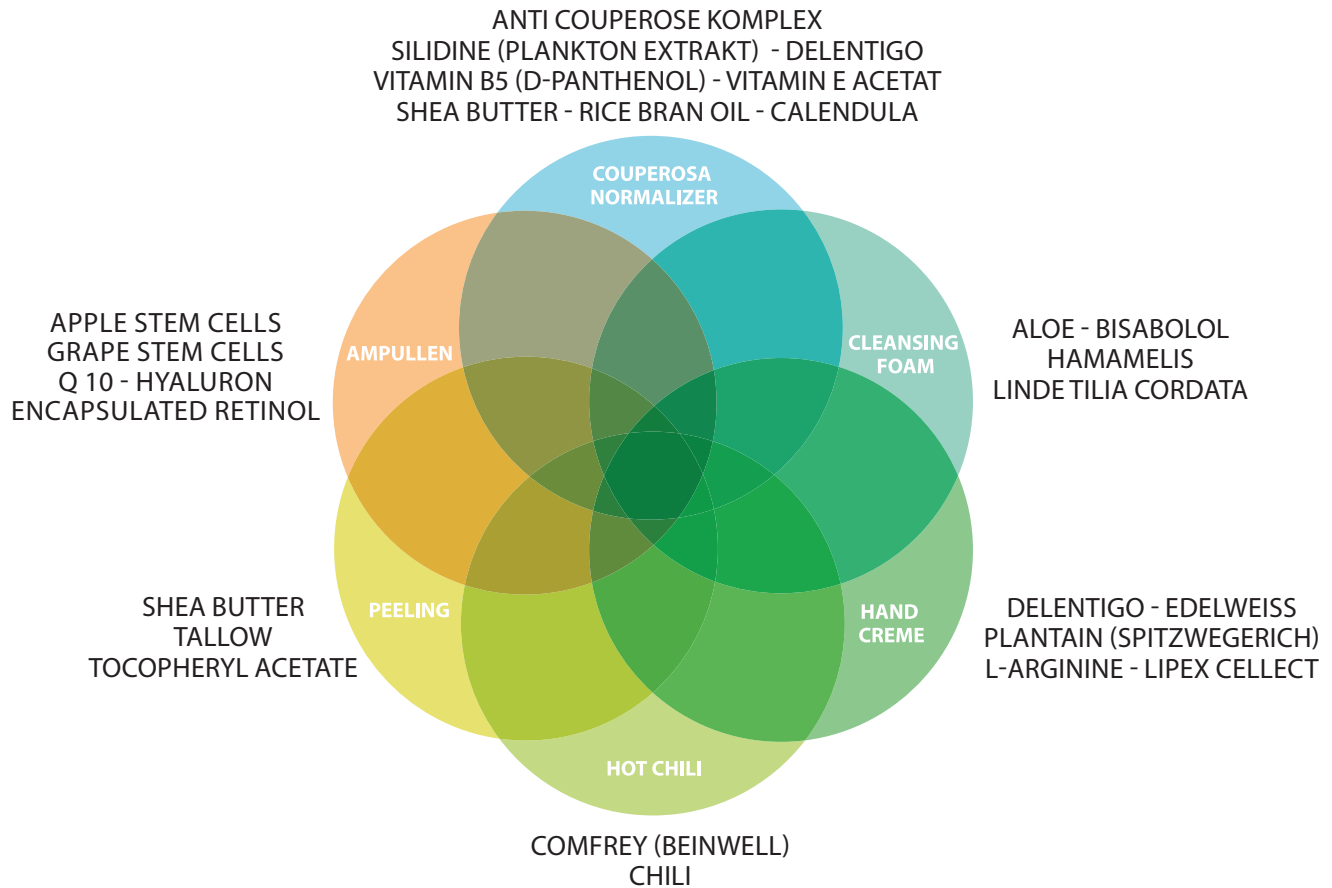 ANTI COUPEROSE KOMPLEX
SILIDINE (PLANKTON EXTRAKT) - DELENTIGO
VITAMIN B5 (D-PANTHENOL) - VITAMIN E ACETAT
SHEA BUTTER - RICE BRAN OIL - CALENDULA
COUPEROSA
NORMALIZER
APPLE STEM CELLS
GRAPE STEM CELLS
Q 10 - HYALURON
ENCAPSULATED RETINOL
AMPULLEN
CLEANSING
FOAM
ALOE - BISABOLOL
HAMAMELIS
LINDE TILIA CORDATA
SHEA BUTTER
TALLOW
TOCOPHERYL ACETATE
PEELING
HAND
CREME
DELENTIGO - EDELWEISS
PLANTAIN (SPITZWEGERICH)
L-ARGININE - LIPEX CELLECT
HOT CHILI
COMFREY (BEINWELL)
CHILI